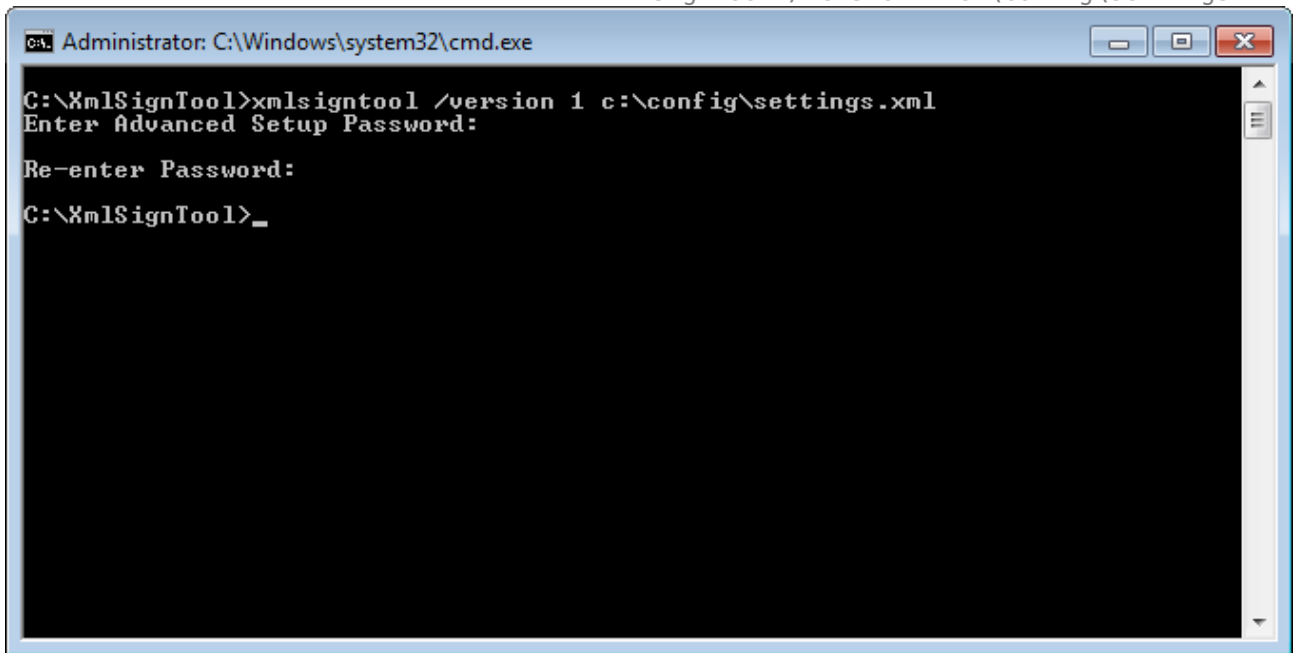 Administrator: C:\Windows\system32\cmd.exe
C:\XmlSignTool>xmlsigntool /version 1 c:\config\settings.xml
Enter Advanced Setup Password:
Re-enter Password:
C:\XmlSignTool>_